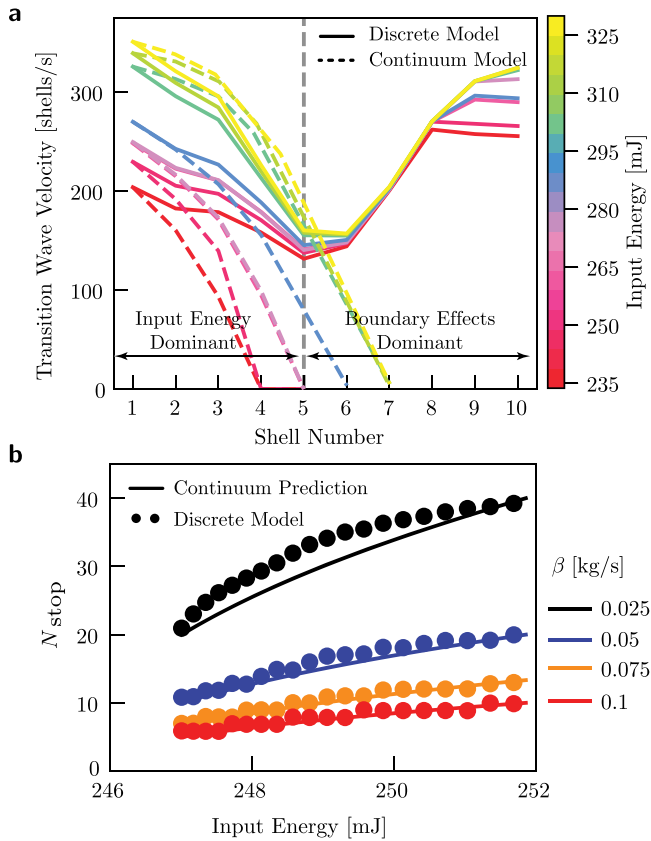 a
Discrete Model
Continuum Model
Transition Wave Velocity [shells/s]
300
200
100
0
Input Energy
Dominant
Boundary Effects
Dominant
1 2 3 4 5 6 7 8 9 10
Shell Number
325
310
295
280
265
250
235
Input Energy [mJ]
b
Continuum Prediction
Discrete Model
N stop
40
30
20
10
0
246 248 250 252
Input Energy [mJ]
β [kg/s]
0.025
0.05
0.075
0.1